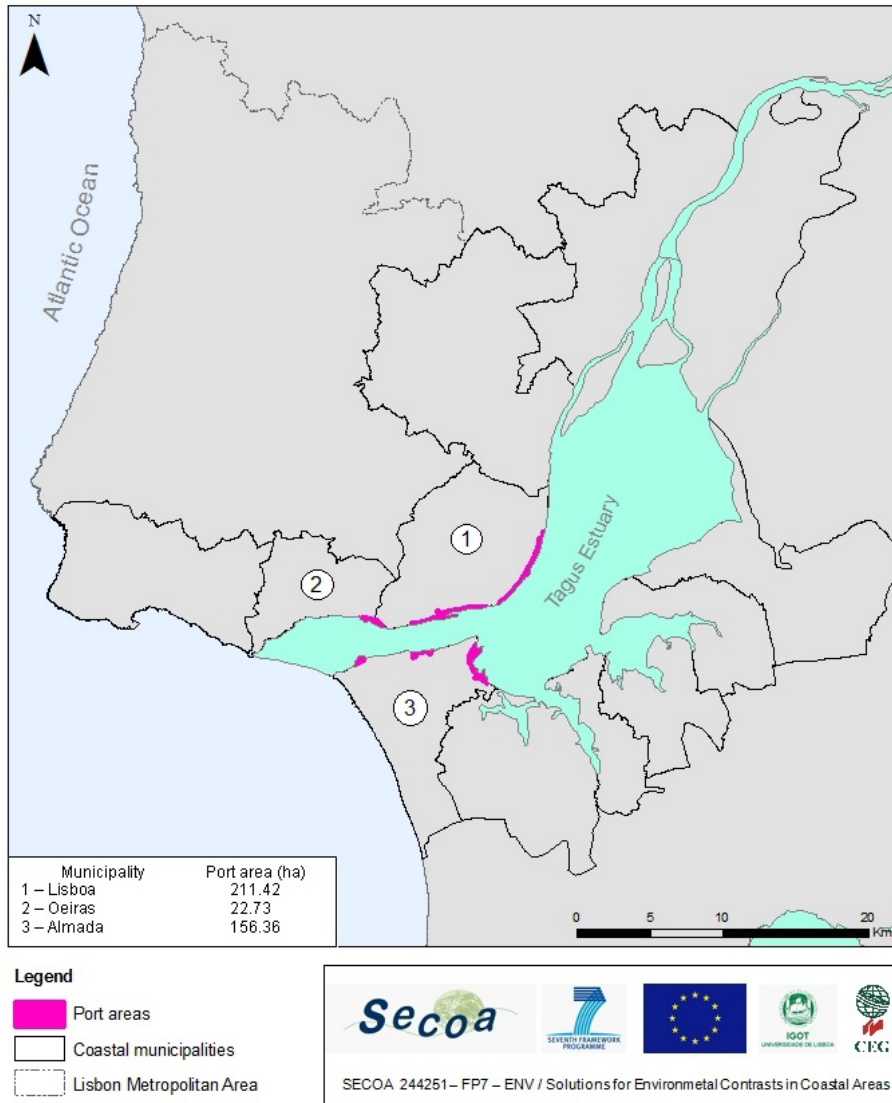 N
Atlantic Ocean
Tagus Estuary
1
2
3
Municipality Port area (ha)
1 – Lisboa 211.42
2 – Oeiras 22.73
3 – Almada 156.36
0 5 10 20
Km
Legend
Port areas
Coastal municipalities
Lisbon Metropolitan Area
Secoa
7
SEVENTH FRAMEWORK
PROGRAMME
IGOT
UNIVERSIDADE DE LISBOA
CEG
SECOA 244251 – FP7 – ENV / Solutions for Environmetal Contrasts in Coastal Areas